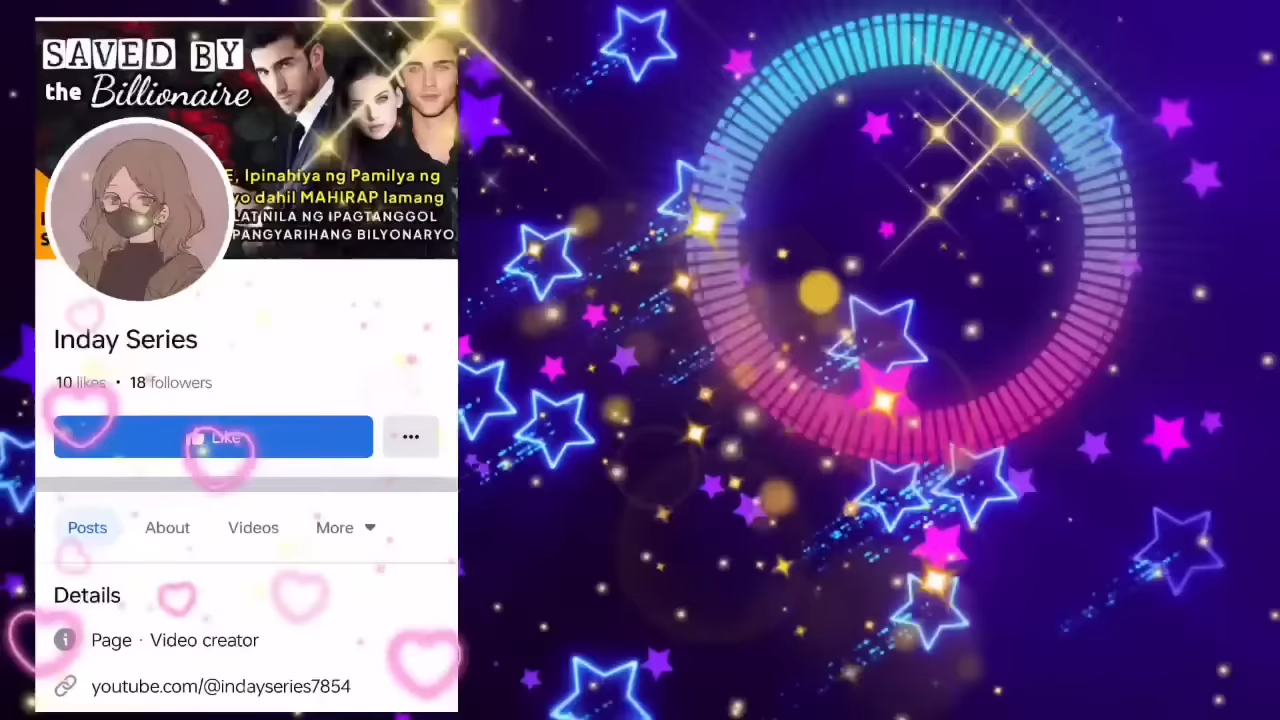 SAVED BY
the Billionaire
E, Ipinahiya ng Pamilya ng
yo dahil MAHIRAP lamang
NILA NG IPAGTANGGOL
PANGYARIHANG BILYONARYO
Inday Series
10 likes • 18 followers
Like
Posts About Videos More
Details
Page · Video creator
youtube.com/@indayseries7854